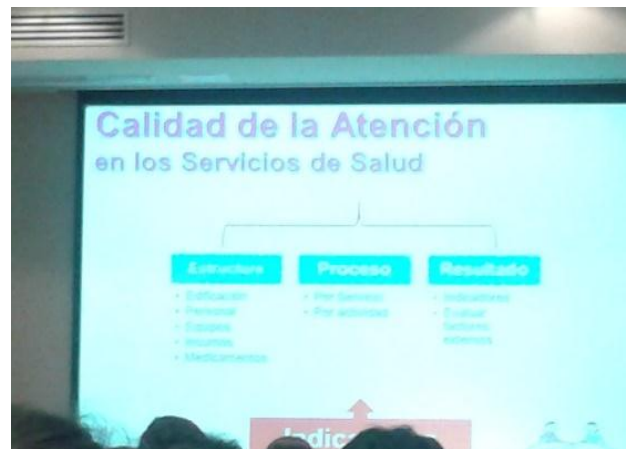 Calidad de la Atención
en los Servicios de Salud
Estructura
Proceso
Resultado
• Edificación
• Personal
• Equipos
• Insumos
• Medicamentos
• Por Servicio
• Por actividad
• Indicadores
• Evaluar
factores
externos